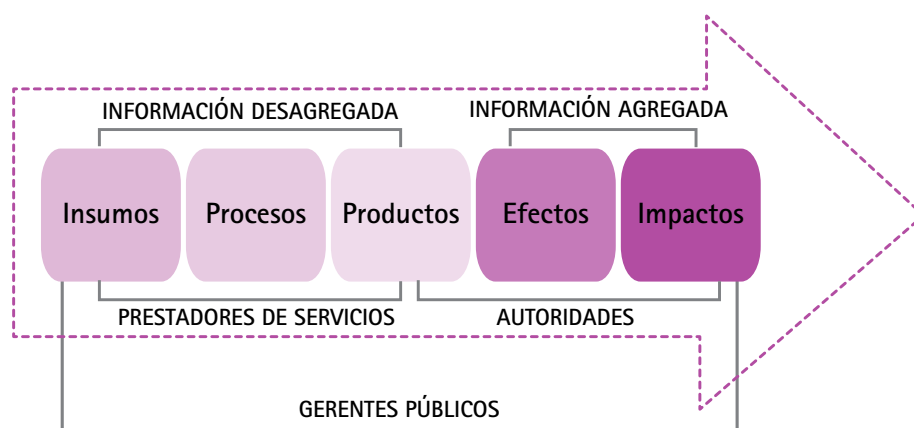 INFORMACIÓN DESAGREGADA
INFORMACIÓN AGREGADA
Insumos
Procesos
Productos
Efectos
Impactos
PRESTADORES DE SERVICIOS
AUTORIDADES
GERENTES PÚBLICOS